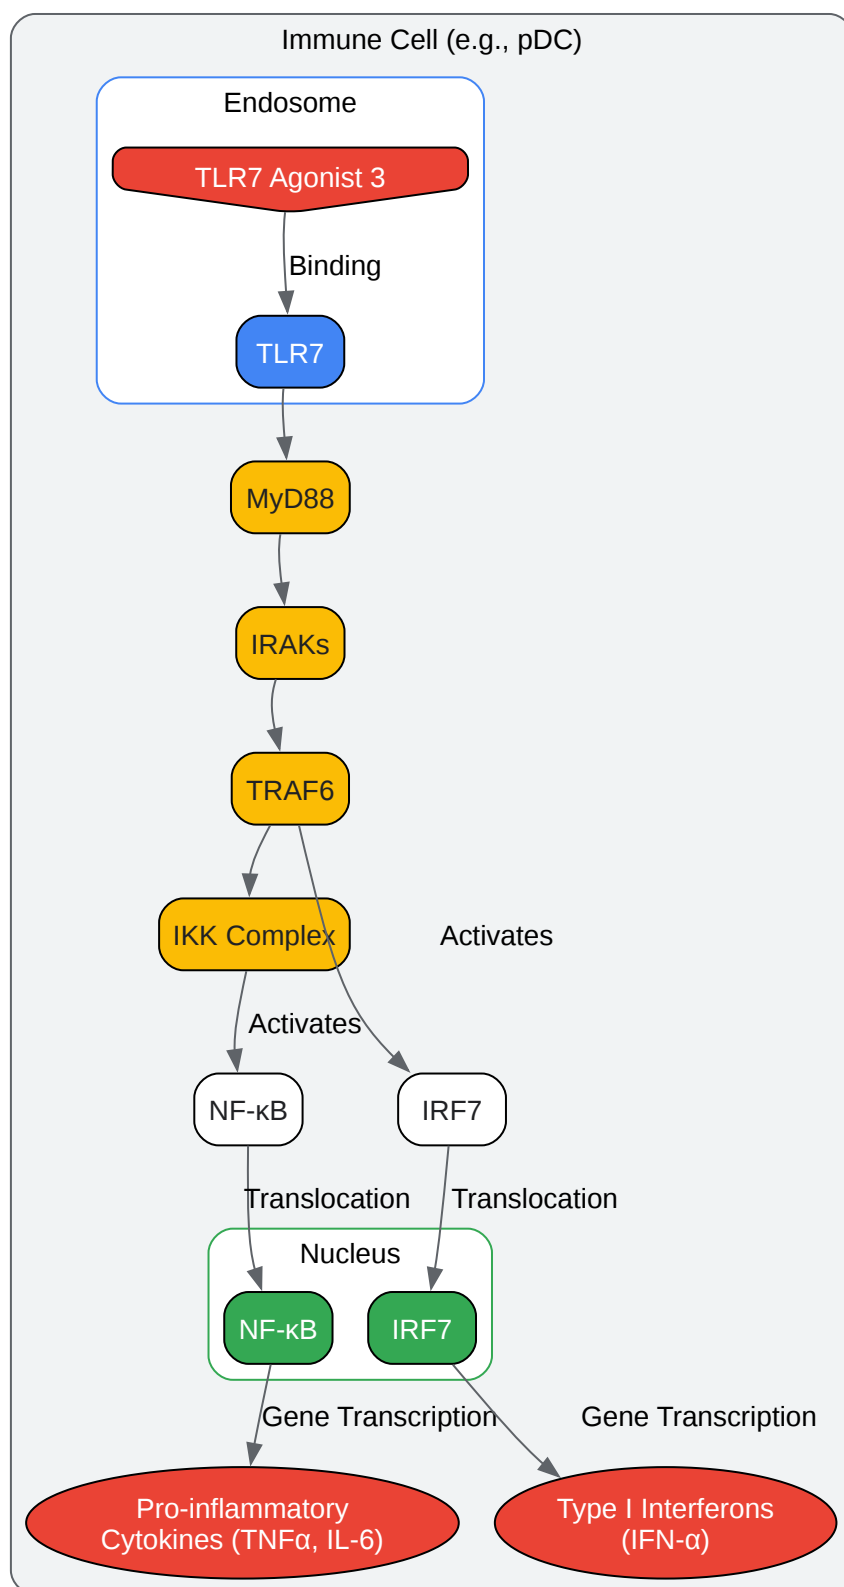 Immune Cell (e.g., pDC)
Endosome
TLR7 Agonist 3
Binding
TLR7
MyD88
IRAKs
TRAF6
IKK Complex
Activates
Activates
NF-κB
IRF7
Translocation
Translocation
Nucleus
NF-κB
IRF7
Gene Transcription
Gene Transcription
Pro-inflammatory
Cytokines (TNFα, IL-6)
Type I Interferons
(IFN-α)